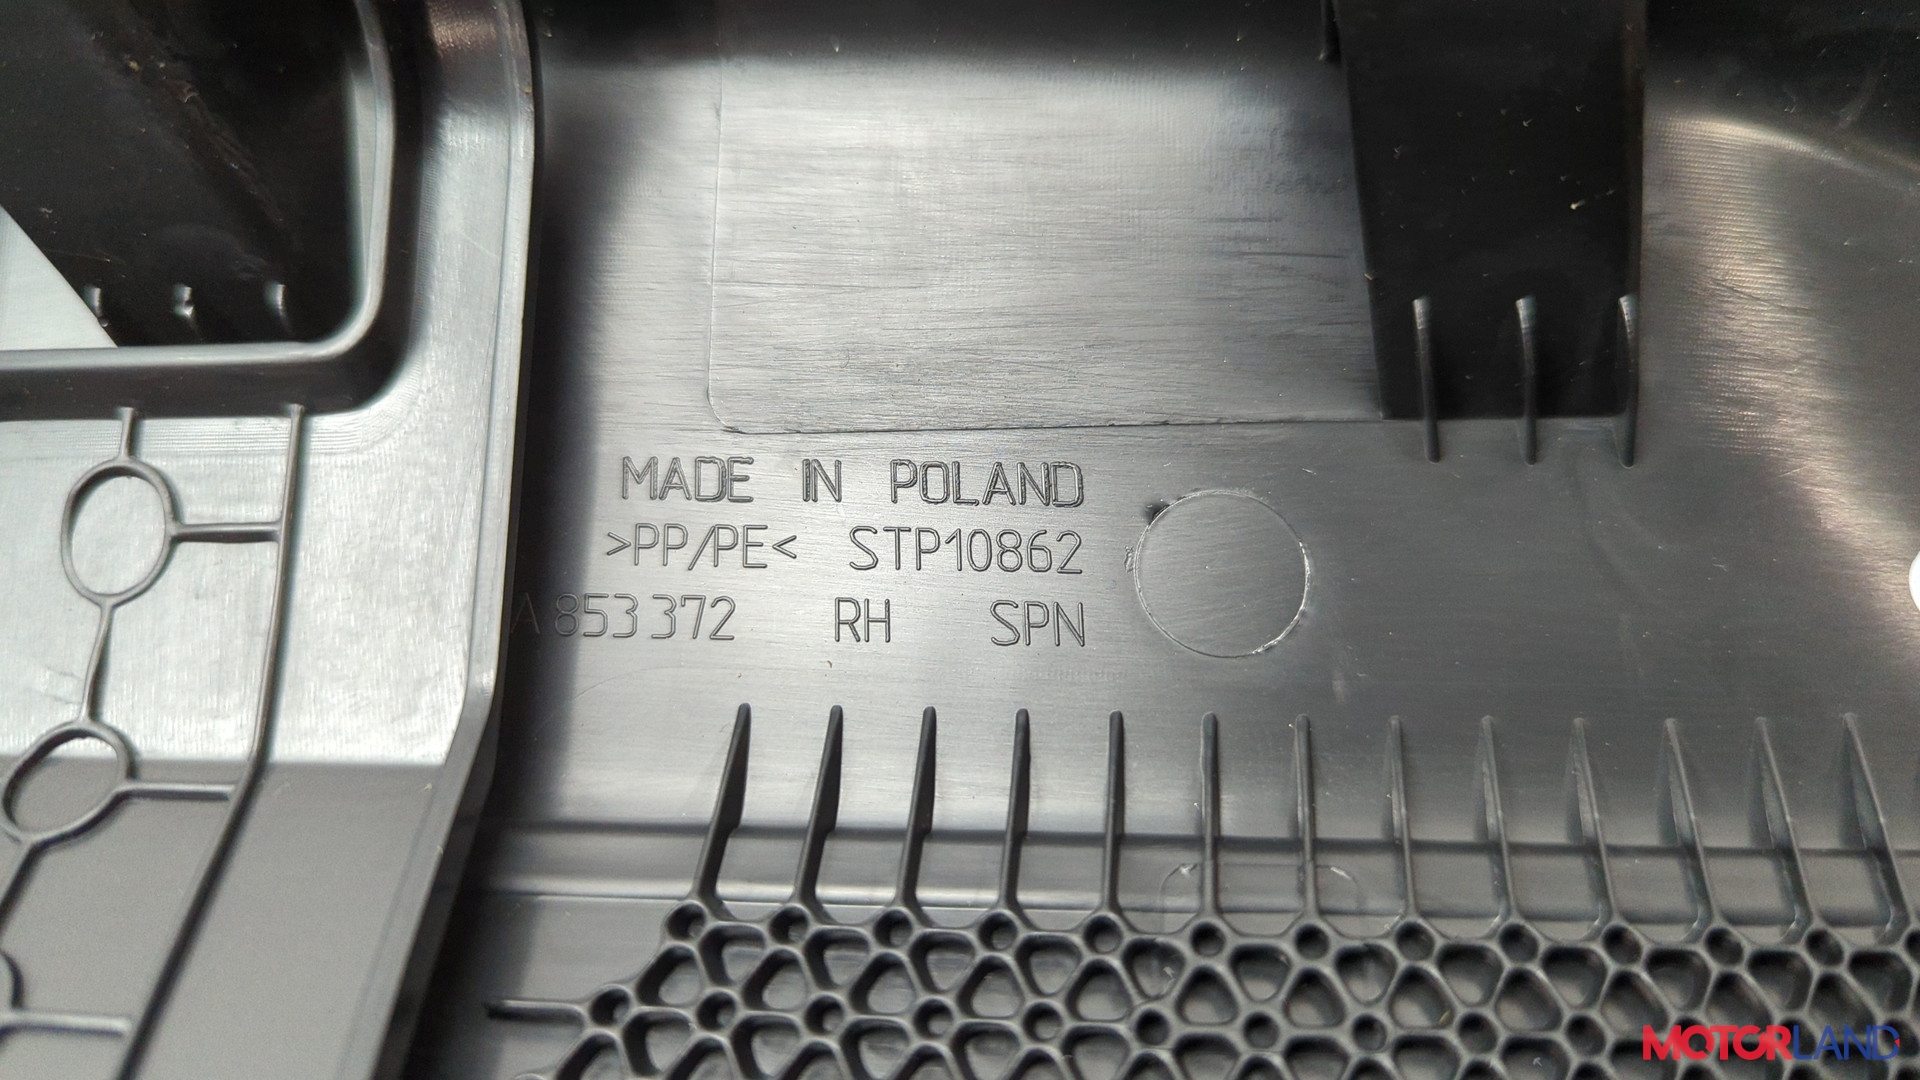 MADE IN POLAND
>PP/PE< STP10862
A 853 372 RH SPN
MOTORLAND